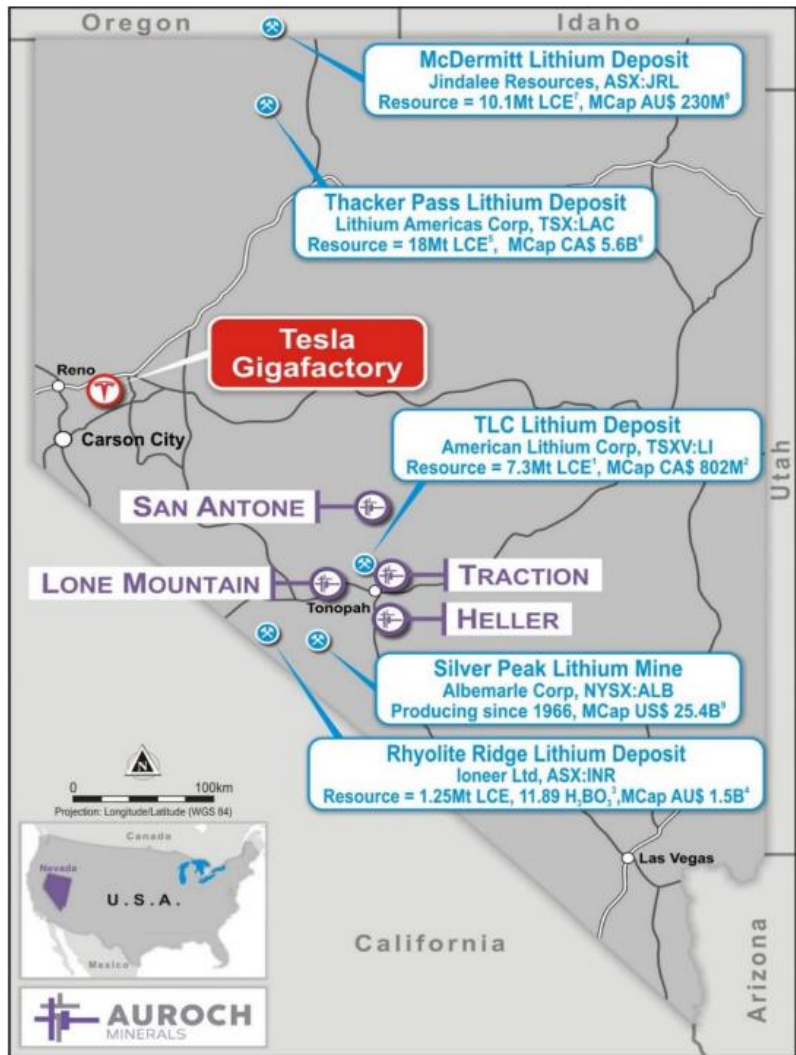 Oregon
Idaho
McDermitt Lithium Deposit
Jindalee Resources, ASX:JRL
Resource = 10.1Mt LCE⁷, MCap AU$ 230M⁸
Thacker Pass Lithium Deposit
Lithium Americas Corp, TSX:LAC
Resource = 18Mt LCE⁵, MCap CA$ 5.6B⁶
Tesla
Gigafactory
Reno
Carson City
TLC Lithium Deposit
American Lithium Corp, TSXV:LI
Resource = 7.3Mt LCE¹, MCap CA$ 802M²
Utah
SAN ANTONE
LONE MOUNTAIN
TRACTION
Tonopah
HELLER
Silver Peak Lithium Mine
Albemarle Corp, NYSX:ALB
Producing since 1966, MCap US$ 25.4B⁹
Rhyolite Ridge Lithium Deposit
Ioneer Ltd, ASX:INR
Resource = 1.25Mt LCE, 11.89 H₃BO₃³,MCap AU$ 1.5B⁴
N
0 100km
Projection: Longitude/Latitude (WGS 84)
Canada
Nevada
U.S.A.
Mexico
Las Vegas
California
Arizona
AUROCH
MINERALS